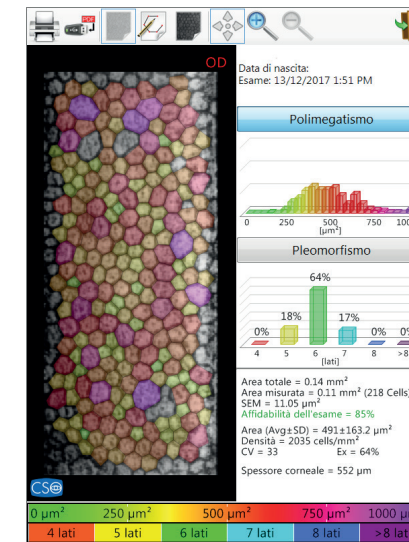 PDF
OD
Data di nascita:
Esame: 13/12/2017 1:51 PM
Polimegatismo
0 250 500 750 100
[µm²]
Pleomorfismo
64%
18% 17%
0% 0% 0%
4 5 6 7 8 >8
[lati]
Area totale = 0.14 mm²
Area misurata = 0.11 mm² (218 Cells)
SEM = 11.05 µm²
Affidabilità dell'esame = 85%
Area (Avg±SD) = 491±163.2 µm²
Densità = 2035 cells/mm²
CV = 33 Ex = 64%
Spessore corneale = 552 µm
CSO
0 µm² 250 µm² 500 µm² 750 µm² 1000 µ
4 lati 5 lati 6 lati 7 lati 8 lati >8 lat